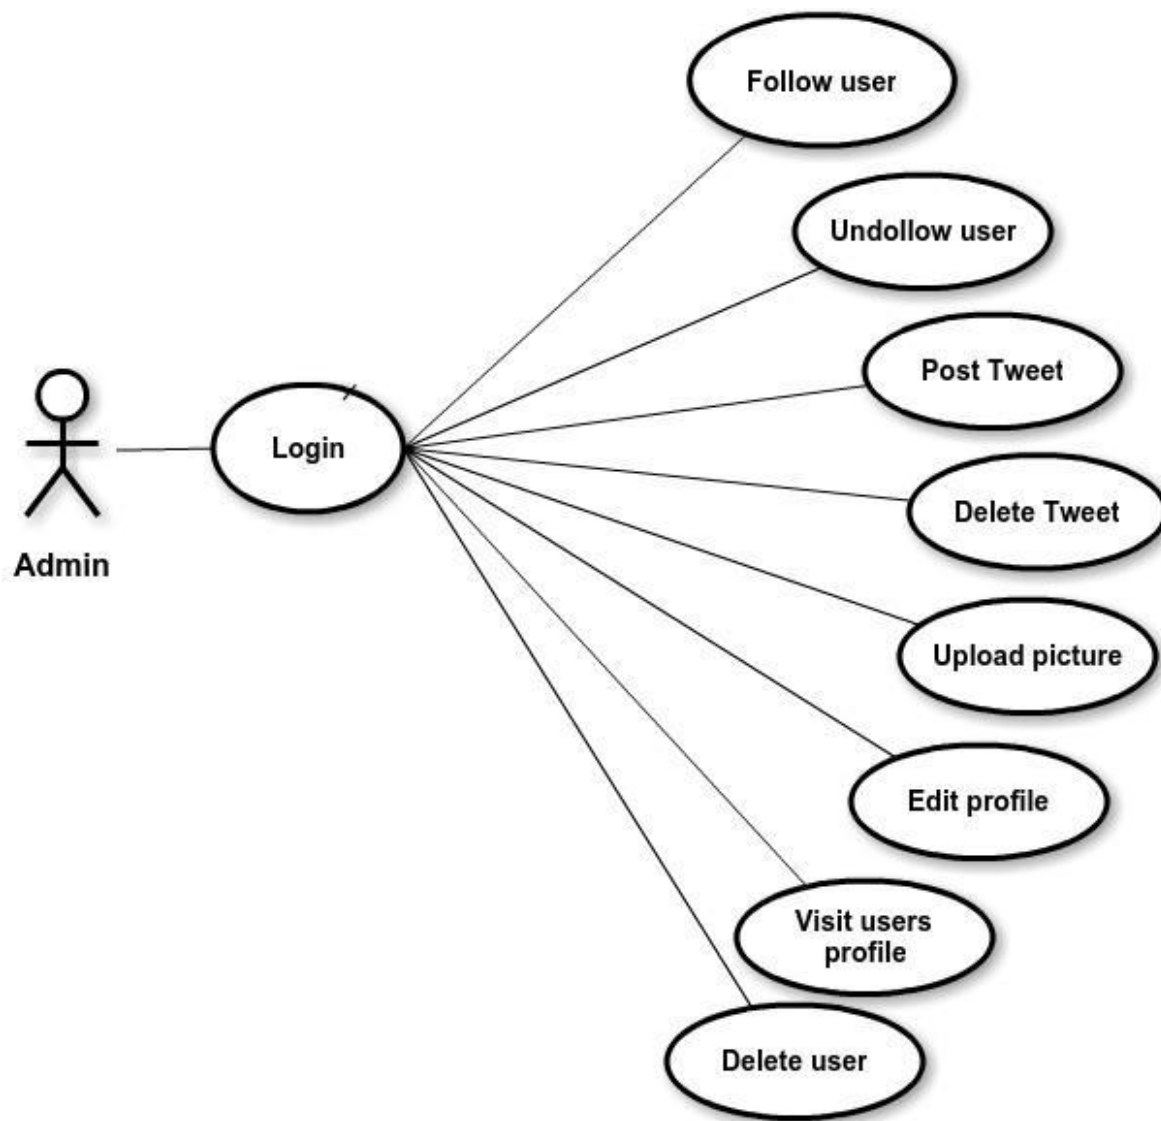 Follow user
Undollow user
Post Tweet
Login
Delete Tweet
Admin
Upload picture
Edit profile
Visit users
profile
Delete user